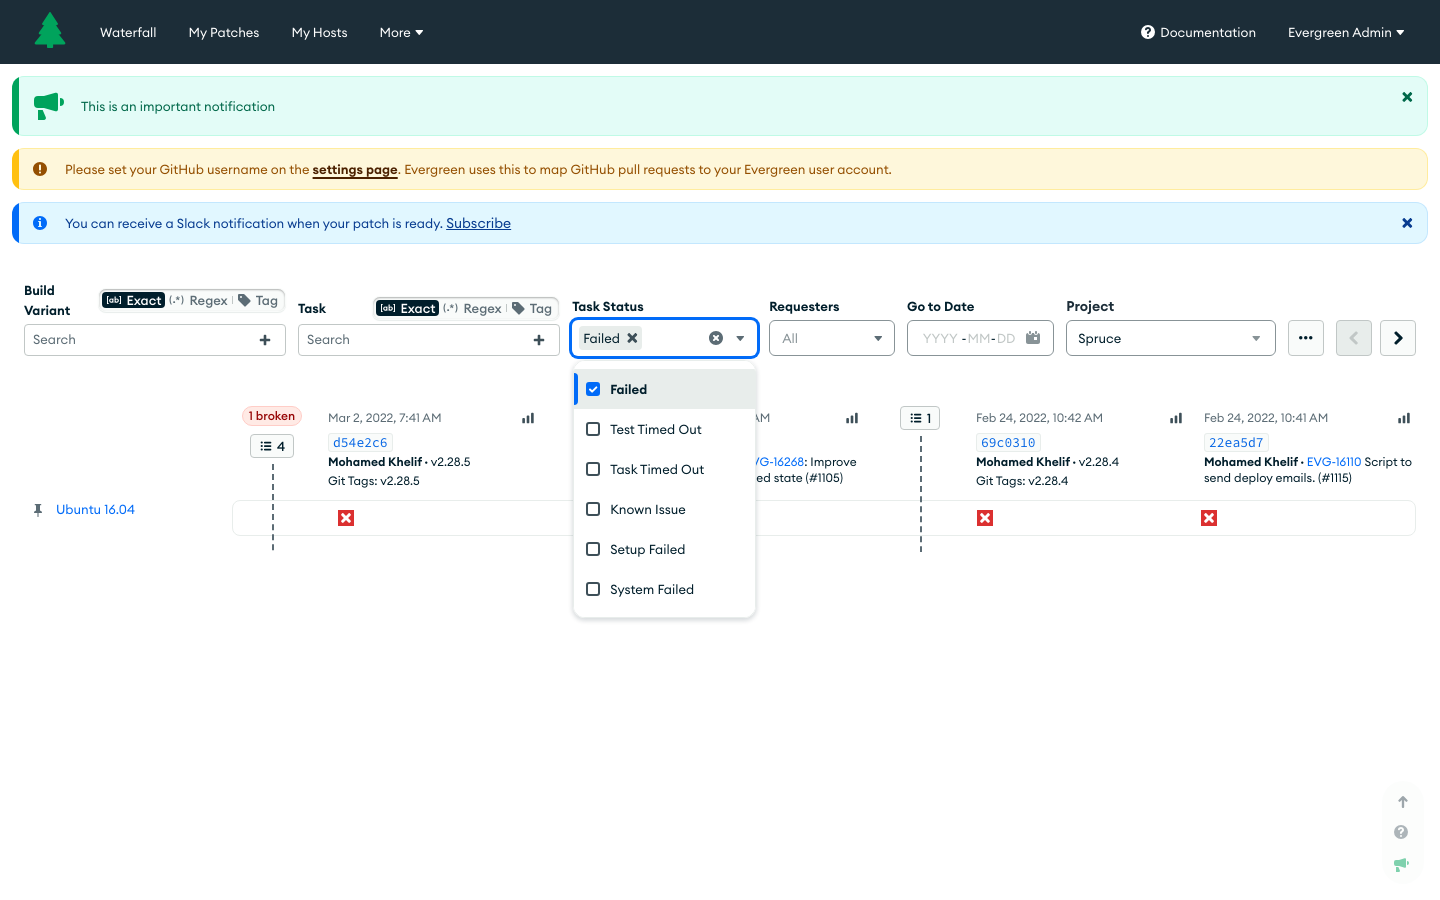 Waterfall My Patches My Hosts More Documentation Evergreen Admin
This is an important notification
Please set your GitHub username on the settings page. Evergreen uses this to map GitHub pull requests to your Evergreen user account.
You can receive a Slack notification when your patch is ready. Subscribe
Build
Variant
[ab] Exact (.*) Regex Tag
Search
Task
[ab] Exact (.*) Regex Tag
Search
Task Status
Failed
Requesters
All
Go to Date
YYYY -MM-DD
Project
Spruce
Failed
Test Timed Out
Task Timed Out
Known Issue
Setup Failed
System Failed
1 broken
4
Mar 2, 2022, 7:41 AM
d54e2c6
Mohamed Khelif • v2.28.5
Git Tags: v2.28.5
AM
VG-16268: Improve
ed state (#1105)
1
Feb 24, 2022, 10:42 AM
69c0310
Mohamed Khelif • v2.28.4
Git Tags: v2.28.4
Feb 24, 2022, 10:41 AM
22ea5d7
Mohamed Khelif • EVG-16110 Script to
send deploy emails. (#1115)
Ubuntu 16.04